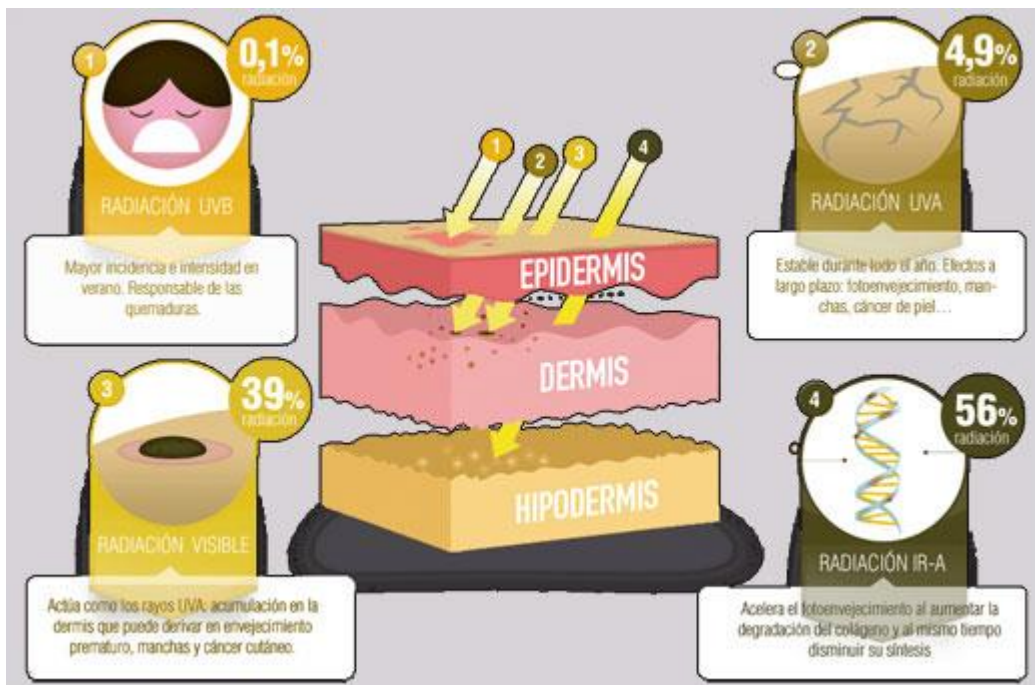 1
0,1%
radiación
RADIACIÓN UVB
Mayor incidencia e intensidad en
verano. Responsable de las
quemaduras.
2
4,9%
radiación
RADIACIÓN UVA
Estable durante todo el año. Efectos a
largo plazo: fotoenvejecimiento, man-
chas, cáncer de piel...
1
2
3
4
EPIDERMIS
DERMIS
HIPODERMIS
3
39%
radiación
RADIACIÓN VISIBLE
Actúa como los rayos UVA: acumulación en la
dermis que puede derivar en envejecimiento
prematuro, manchas y cáncer cutáneo.
4
56%
radiación
RADIACIÓN IR-A
Acelera el fotoenvejecimiento al aumentar la
degradación del colágeno y al mismo tiempo
disminuir su síntesis